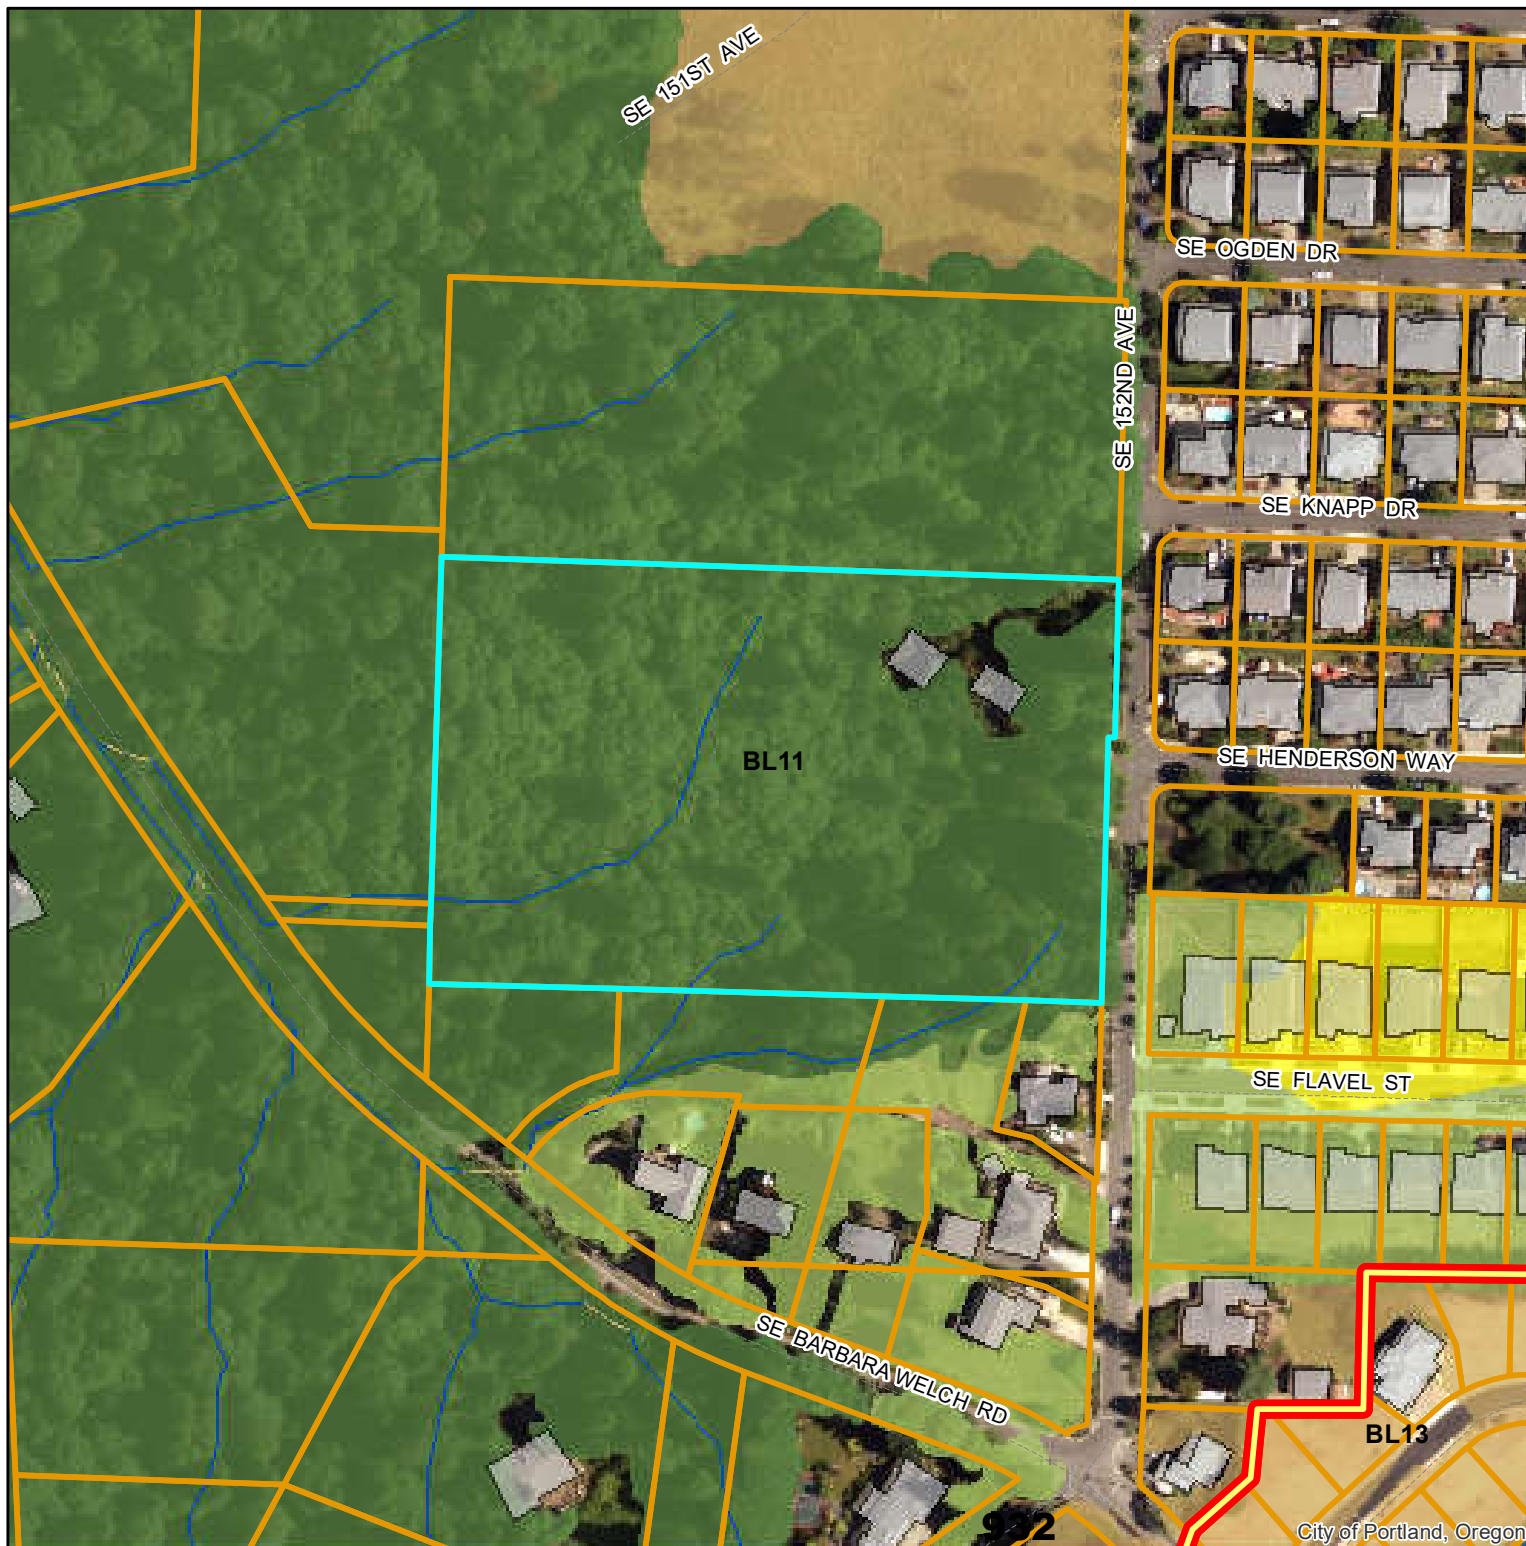 SE 151ST AVE
SE OGDEN DR
SE 152ND AVE
SE KNAPP DR
SE HENDERSON WAY
BL11
SE FLAVEL ST
SE BARBARA WELCH RD
BL13
932
City of Portland, Oregon